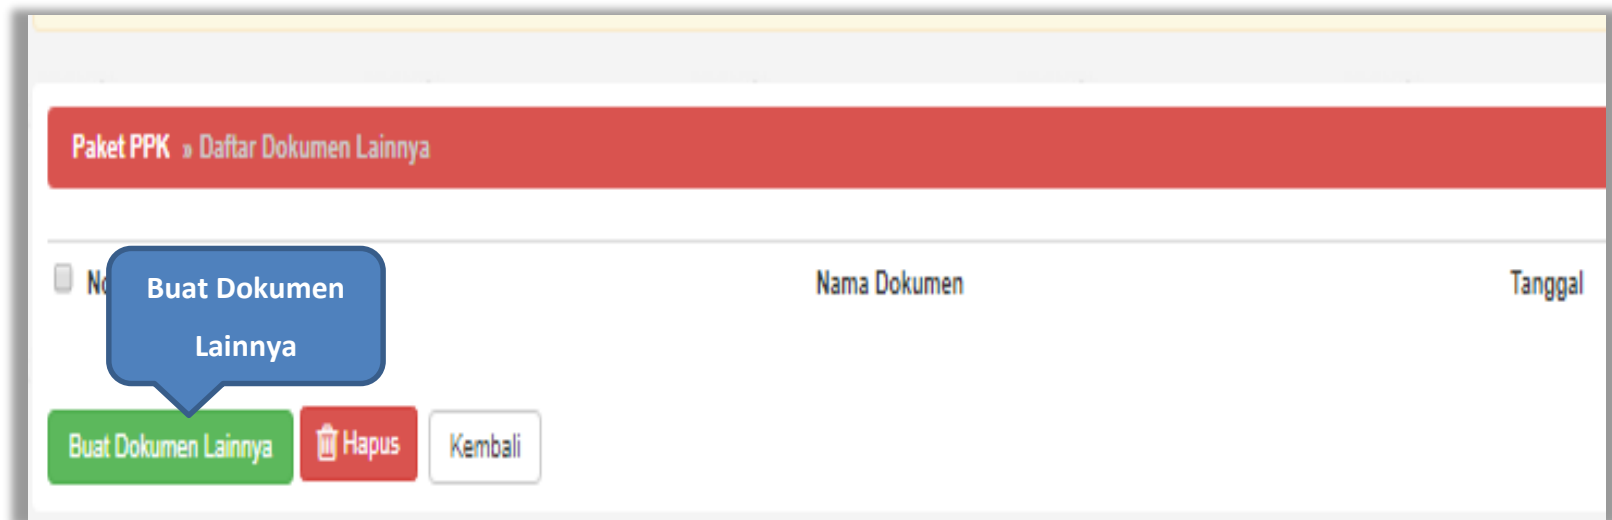 Paket PPK » Daftar Dokumen Lainnya
Nama Dokumen Tanggal
Buat Dokumen
Lainnya
Buat Dokumen Lainnya Hapus Kembali